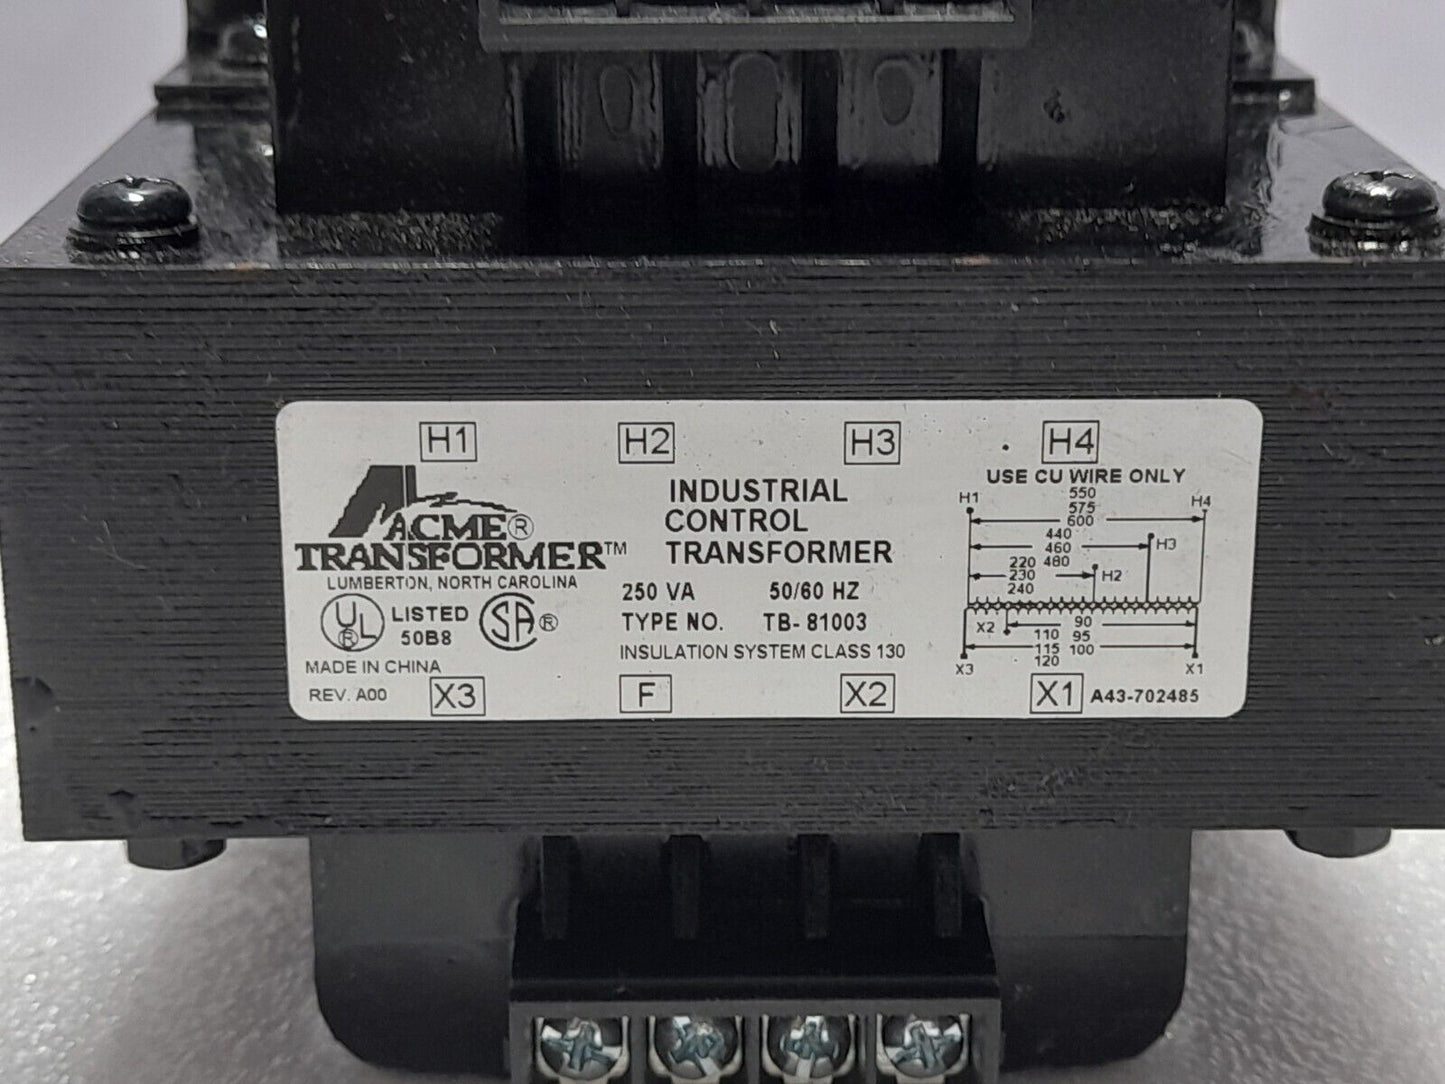 H1 H2 H3 H4
ACME®
TRANSFORMER™
LUMBERTON, NORTH CAROLINA
UL® LISTED SA®
50B8
MADE IN CHINA
REV. A00
INDUSTRIAL
CONTROL
TRANSFORMER
250 VA 50/60 HZ
TYPE NO. TB-81003
INSULATION SYSTEM CLASS 130
USE CU WIRE ONLY
H1 550 H4
575
600
440 H3
460
480
220 H2
230
240
X2 90
95
100
110
115
120
X3 X1
X3 F X2 X1 A43-702485